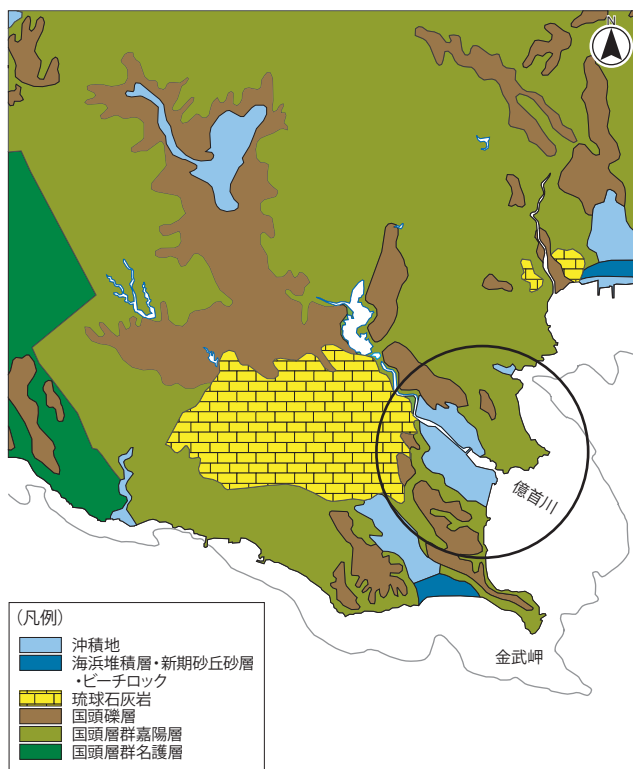 N
億首川
金武岬
(凡例)
沖積地
海浜堆積層・新期砂丘砂層
・ビーチロック
琉球石灰岩
国頭礫層
国頭層群嘉陽層
国頭層群名護層